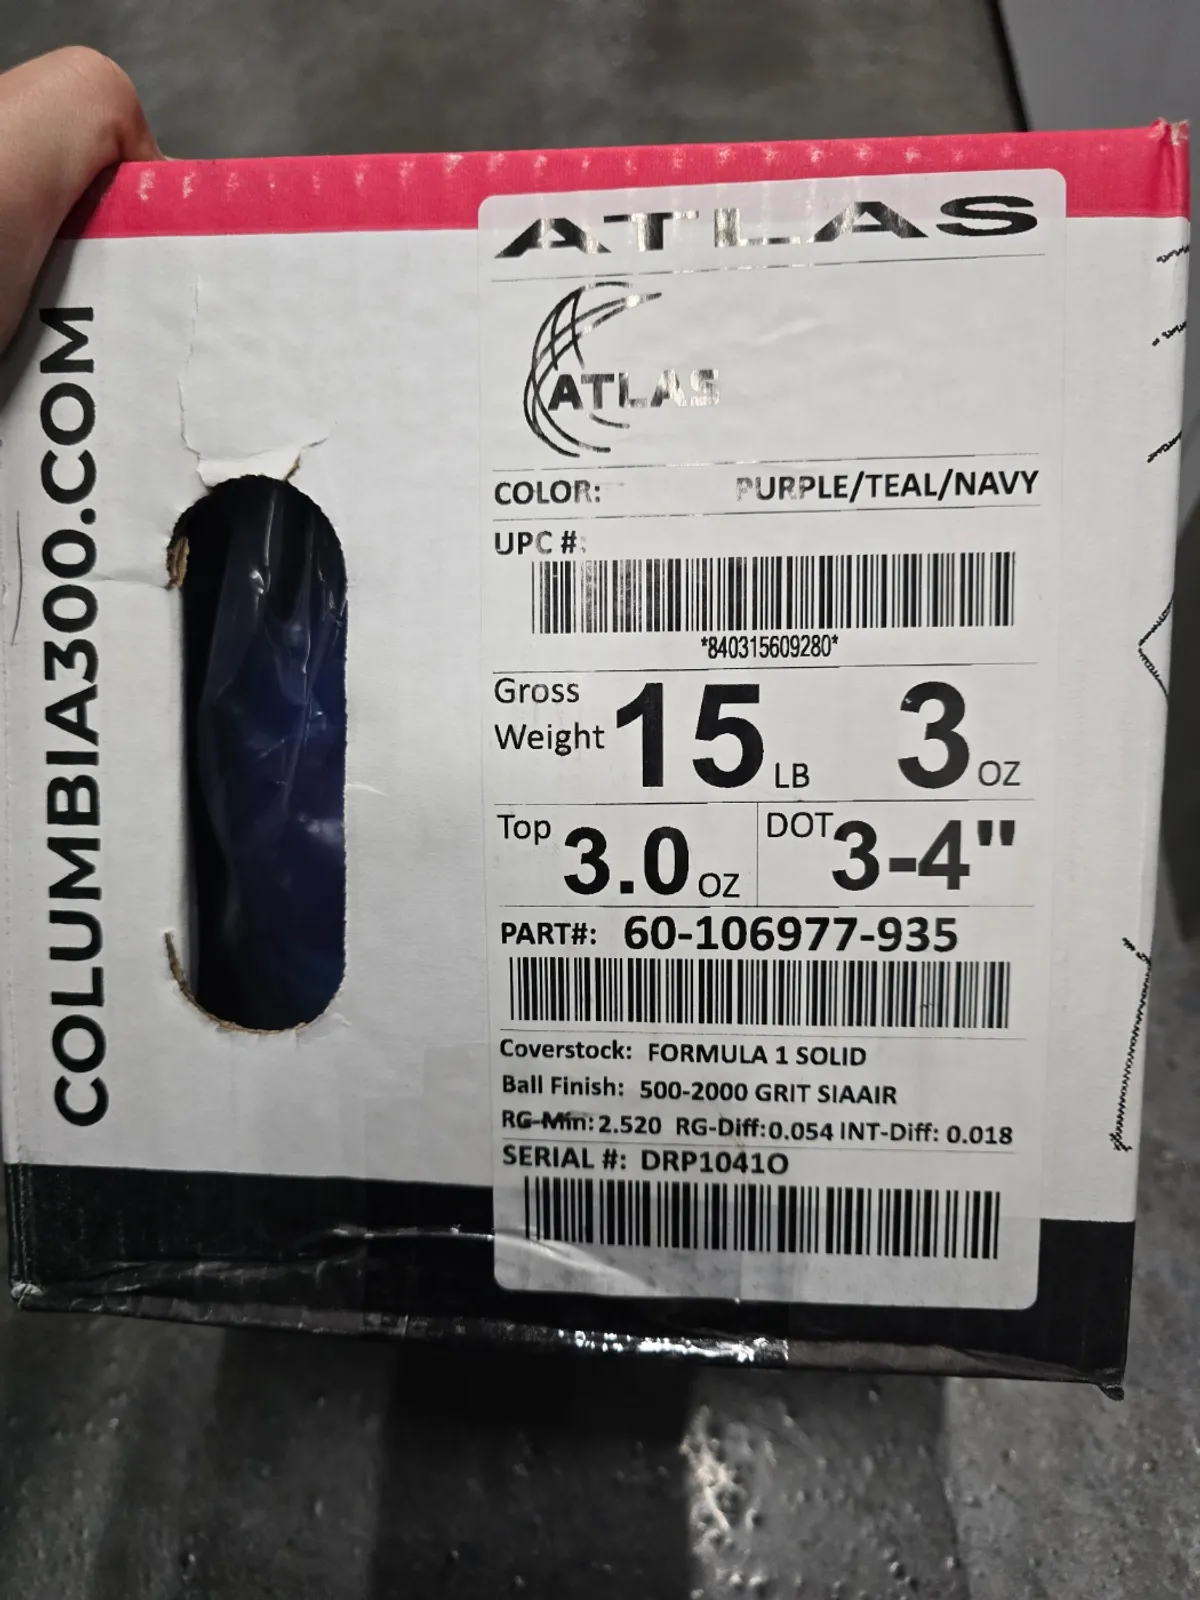 COLUMBIA300.COM
ATLAS
ATLAS
COLOR: PURPLE/TEAL/NAVY
UPC #:
*840315609280*
Gross Weight 15 LB 3 OZ
Top 3.0 OZ DOT 3-4"
PART#: 60-106977-935
Coverstock: FORMULA 1 SOLID
Ball Finish: 500-2000 GRIT SIAAIR
RG-Min: 2.520 RG-Diff: 0.054 INT-Diff: 0.018
SERIAL #: DRP1041O